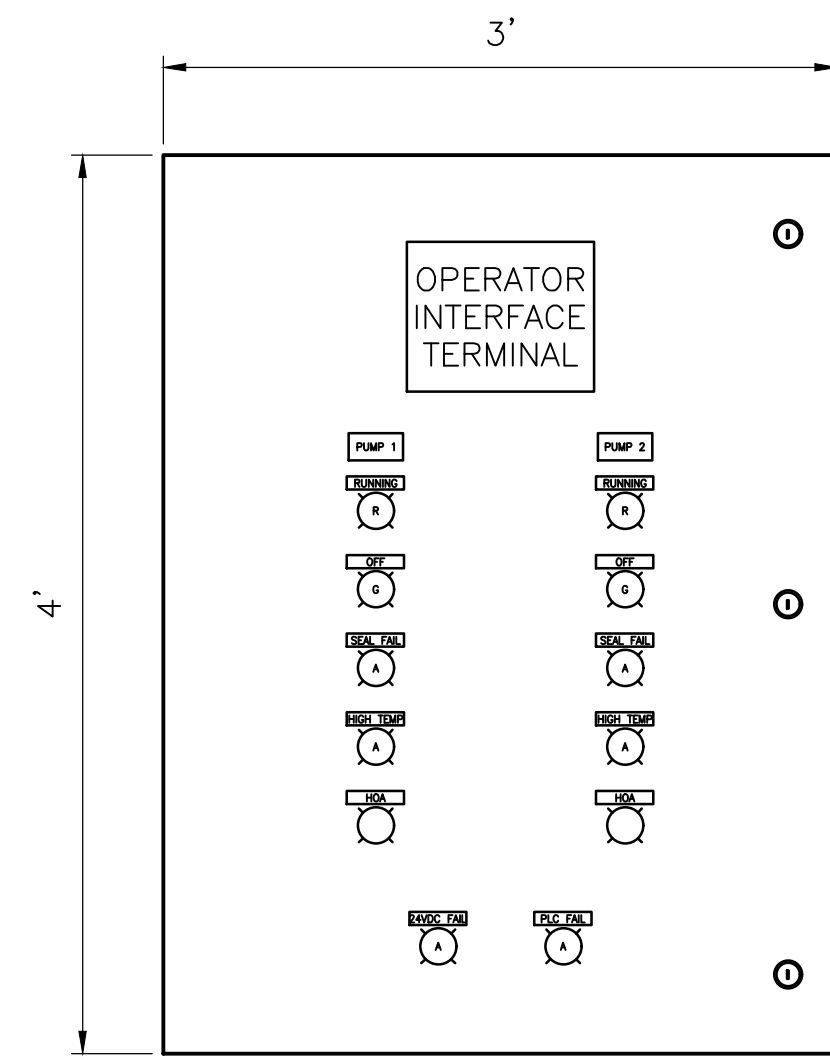 3'
4'
OPERATOR
INTERFACE
TERMINAL
PUMP 1
PUMP 2
RUNNING
RUNNING
R
R
OFF
OFF
G
G
SEAL FAIL
SEAL FAIL
A
A
HIGH TEMP
HIGH TEMP
A
A
HOA
HOA
24VDC FAIL
PLC FAIL
A
A